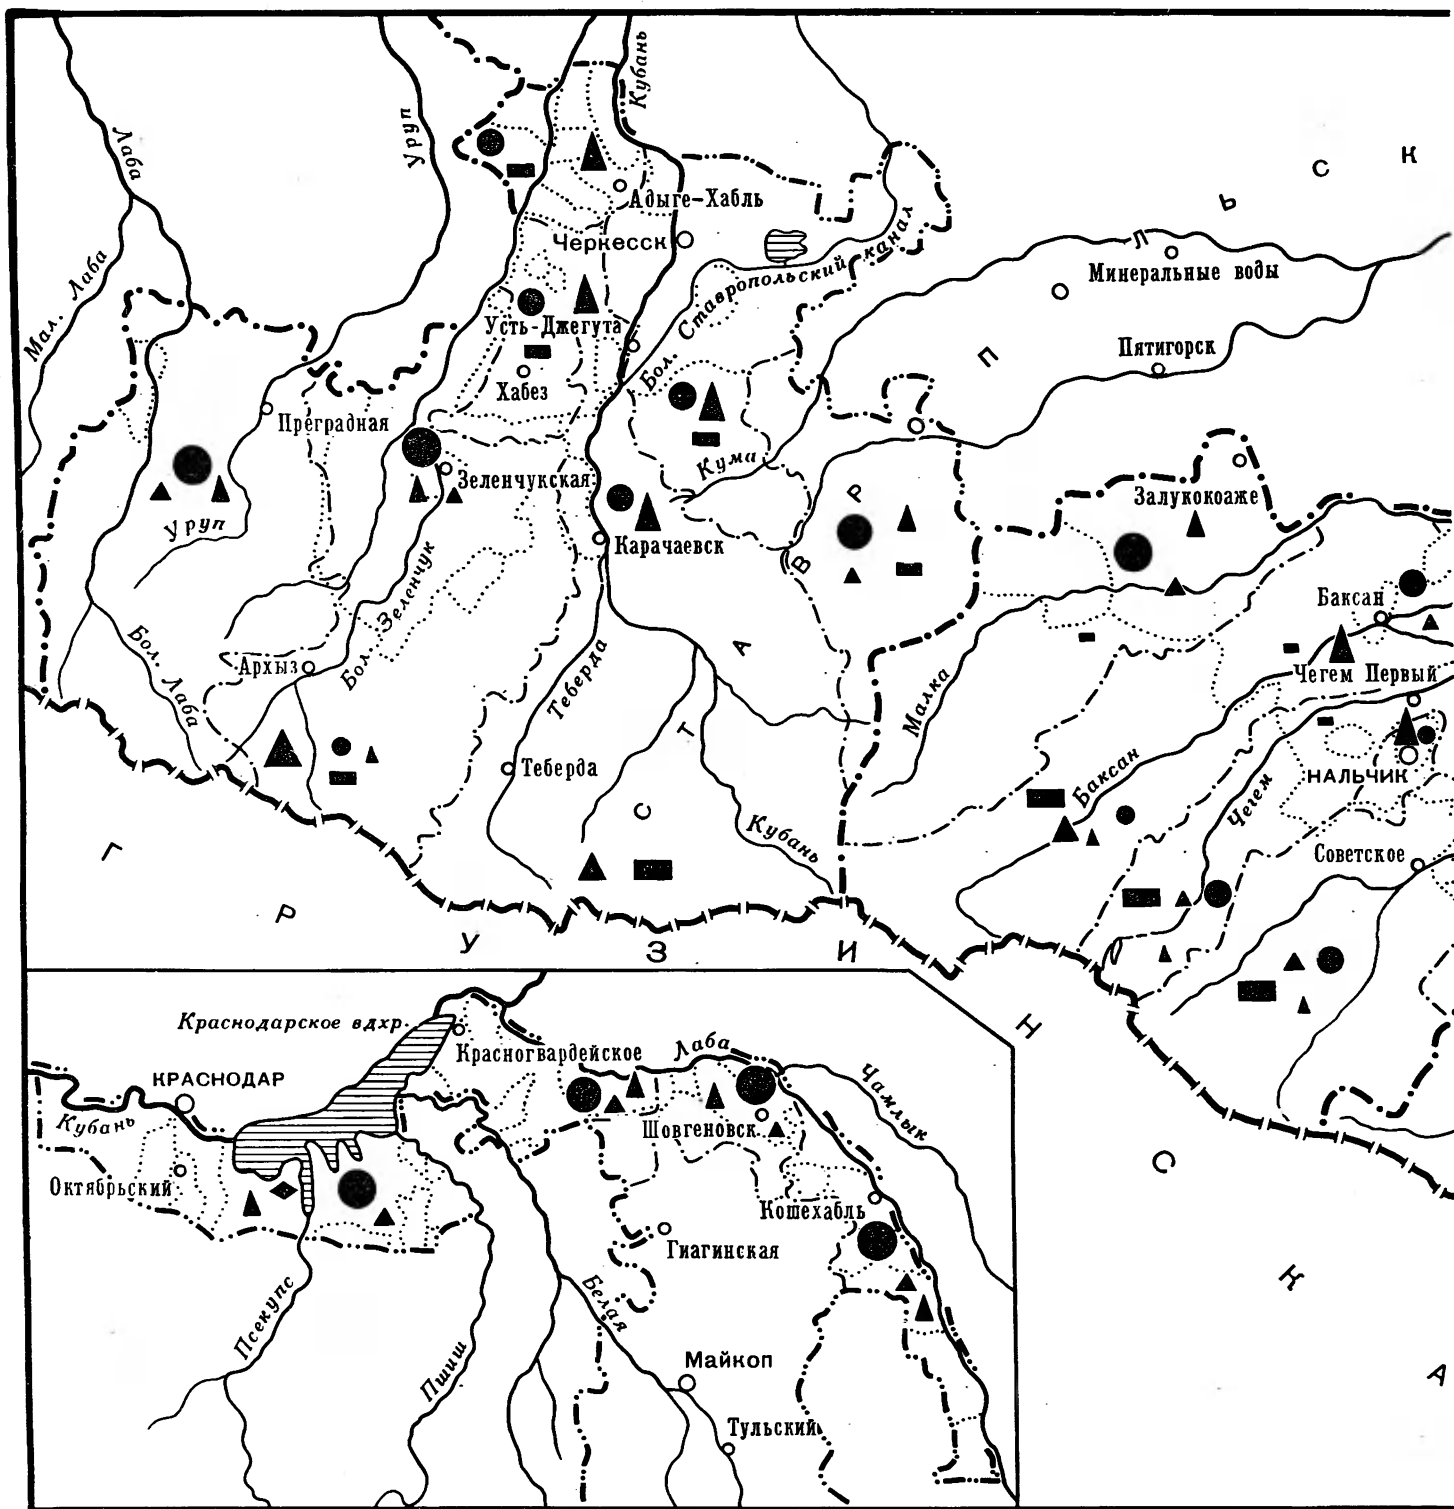 Кубань
Лаба
Уруп
Адыге-Хабль
Черкесск
Мал. Лаба
Бол. Ставропольский канал
Минеральные воды
Усть-Джегута
Хабез
Пятигорск
Преградная
Зеленчукская
Кума
Залукокоаже
Уруп
Карачаевск
Баксан
Бол. Зеленчук
Бол. Лаба
Архыз
Теберда
Малка
Чегем Первый
Теберда
Баксан
Чегем
НАЛЬЧИК
Кубань
Советское
С Т А В Р О П О Л Ь С К
Г Р У З И Н С К А
Краснодарское вдхр.
Красногвардейское
Лаба
Чамлык
КРАСНОДАР
Кубань
Шовгеновск
Октябрьский
Кошехабль
Гиагинская
Псекупс
Белая
Пшиш
Майкоп
Тульский